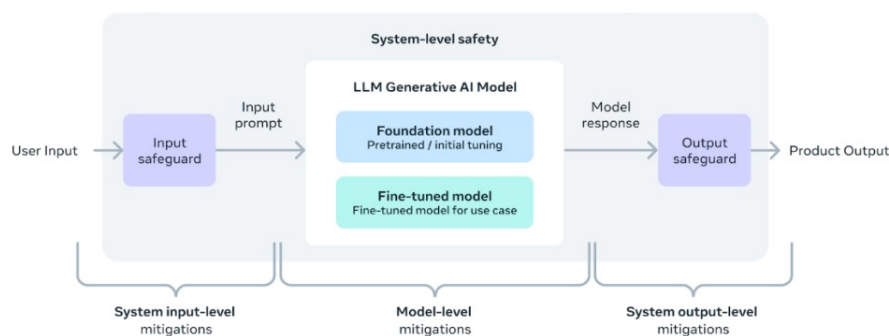 System-level safety
LLM Generative AI Model
Input
prompt
Model
response
Foundation model
Pretrained / initial tuning
User Input
Input
safeguard
Output
safeguard
Product Output
Fine-tuned model
Fine-tuned model for use case
System input-level
mitigations
Model-level
mitigations
System output-level
mitigations